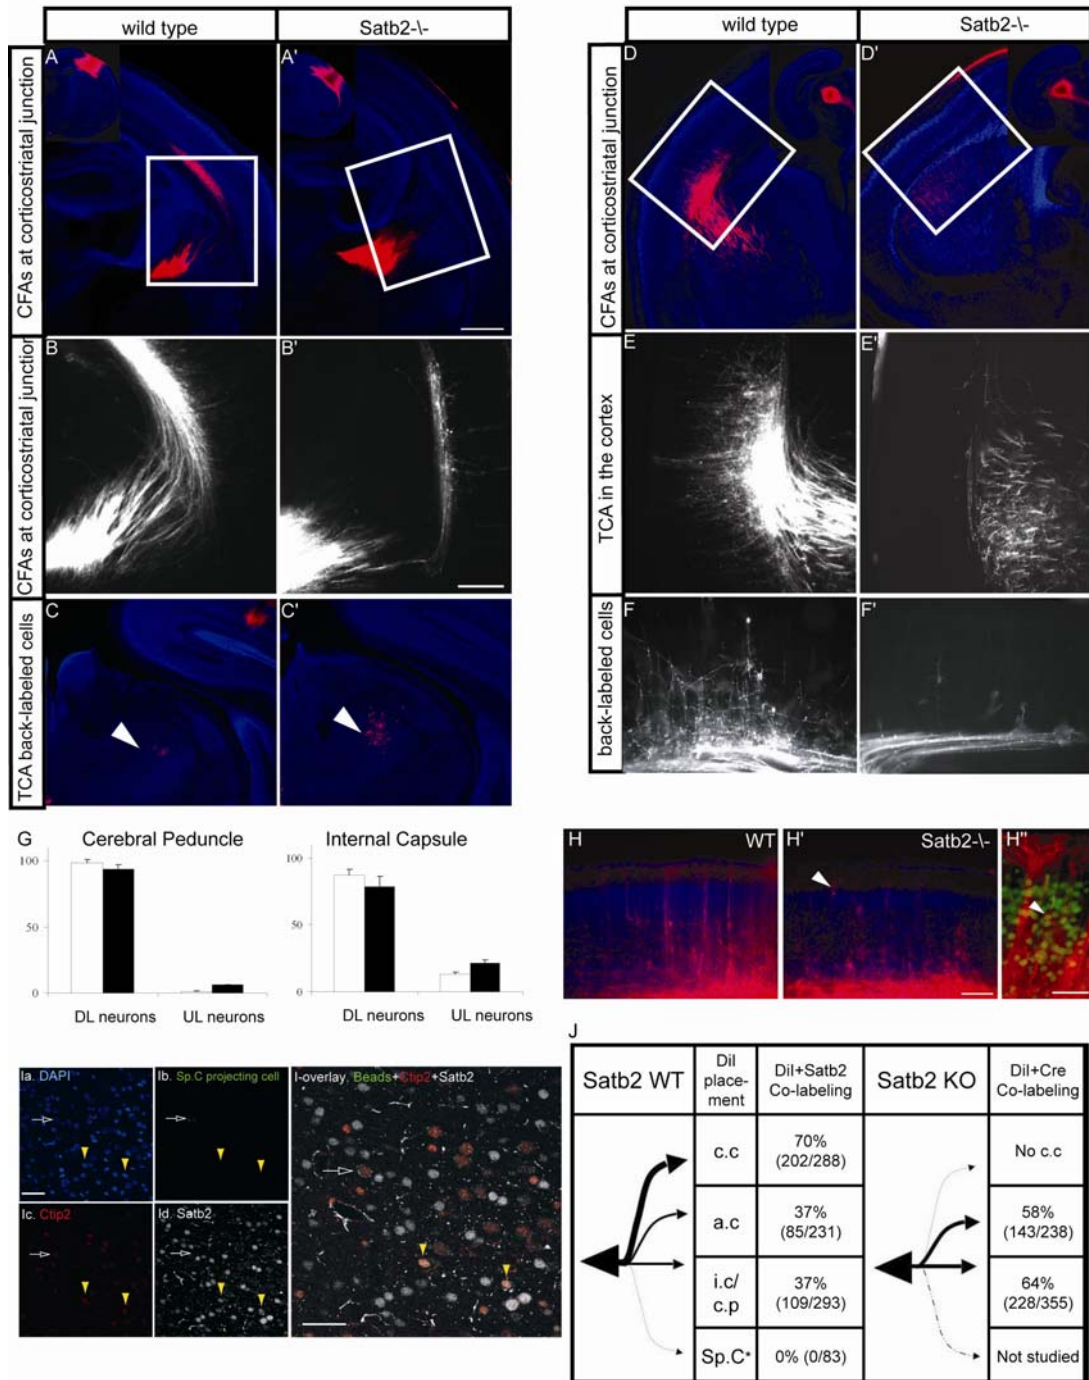 wild type
Satb2-\-
wild type
Satb2-\-
CFAs at corticostriatal junction
A
A'
CFAs at corticostriatal junction
D
D'
CFAs at corticostriatal junction
B
B'
TCA in the cortex
E
E'
TCA back-labeled cells
C
C'
back-labeled cells
F
F'
G
Cerebral Peduncle
Internal Capsule
100
50
0
DL neurons
UL neurons
100
50
0
DL neurons
UL neurons
H
WT
H'
Satb2-\-
H"
Ia. DAPI
Ib. Sp.C projecting cell
Ic. Ctip2
Id. Satb2
I-overlay. Beads+Ctip2+Satb2
J
Satb2 WT
DiI
place-
ment
DiI+Satb2
Co-labeling
Satb2 KO
DiI+Cre
Co-labeling
c.c
70%
(202/288)
No c.c
a.c
37%
(85/231)
58%
(143/238)
i.c/
c.p
37%
(109/293)
64%
(228/355)
Sp.C*
0% (0/83)
Not studied